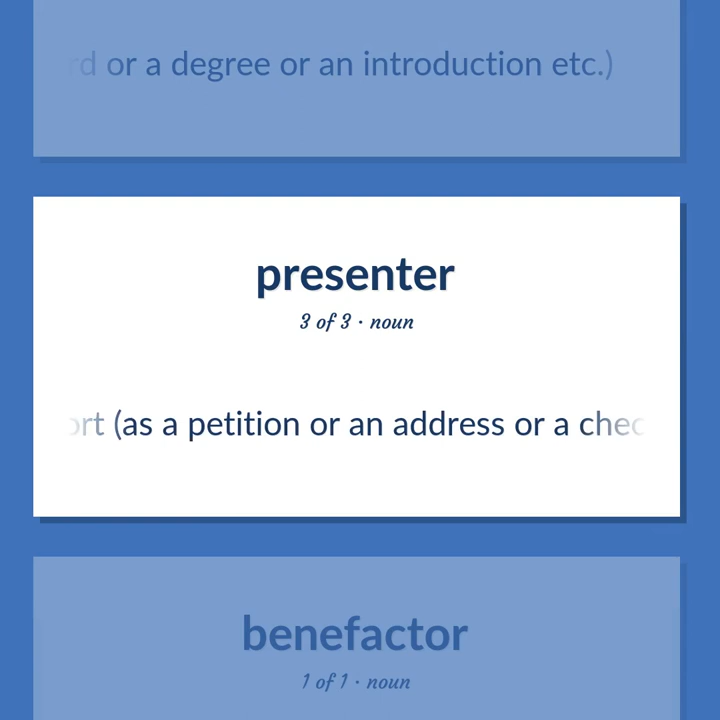 or a degree or an introduction etc.)
presenter
3 of 3 · noun
(as a petition or an address or a
benefactor
1 of 1 · noun